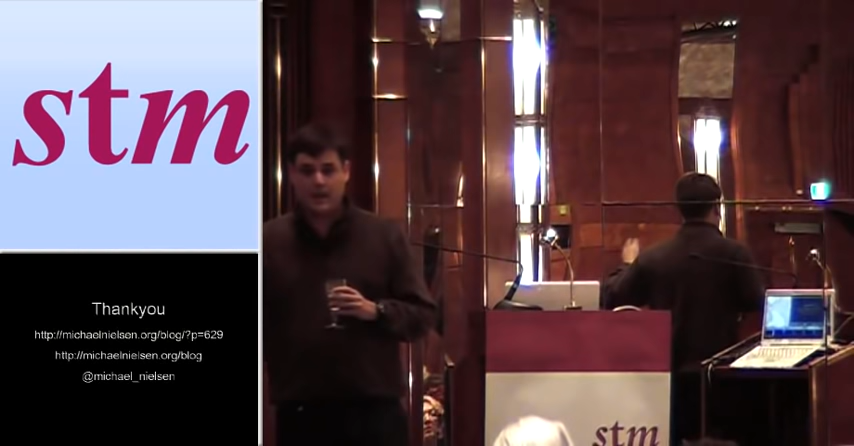 stm
Thankyou
http://michaelnielsen.org/blog/?p=629
http://michaelnielsen.org/blog
@michael_nielsen
stm